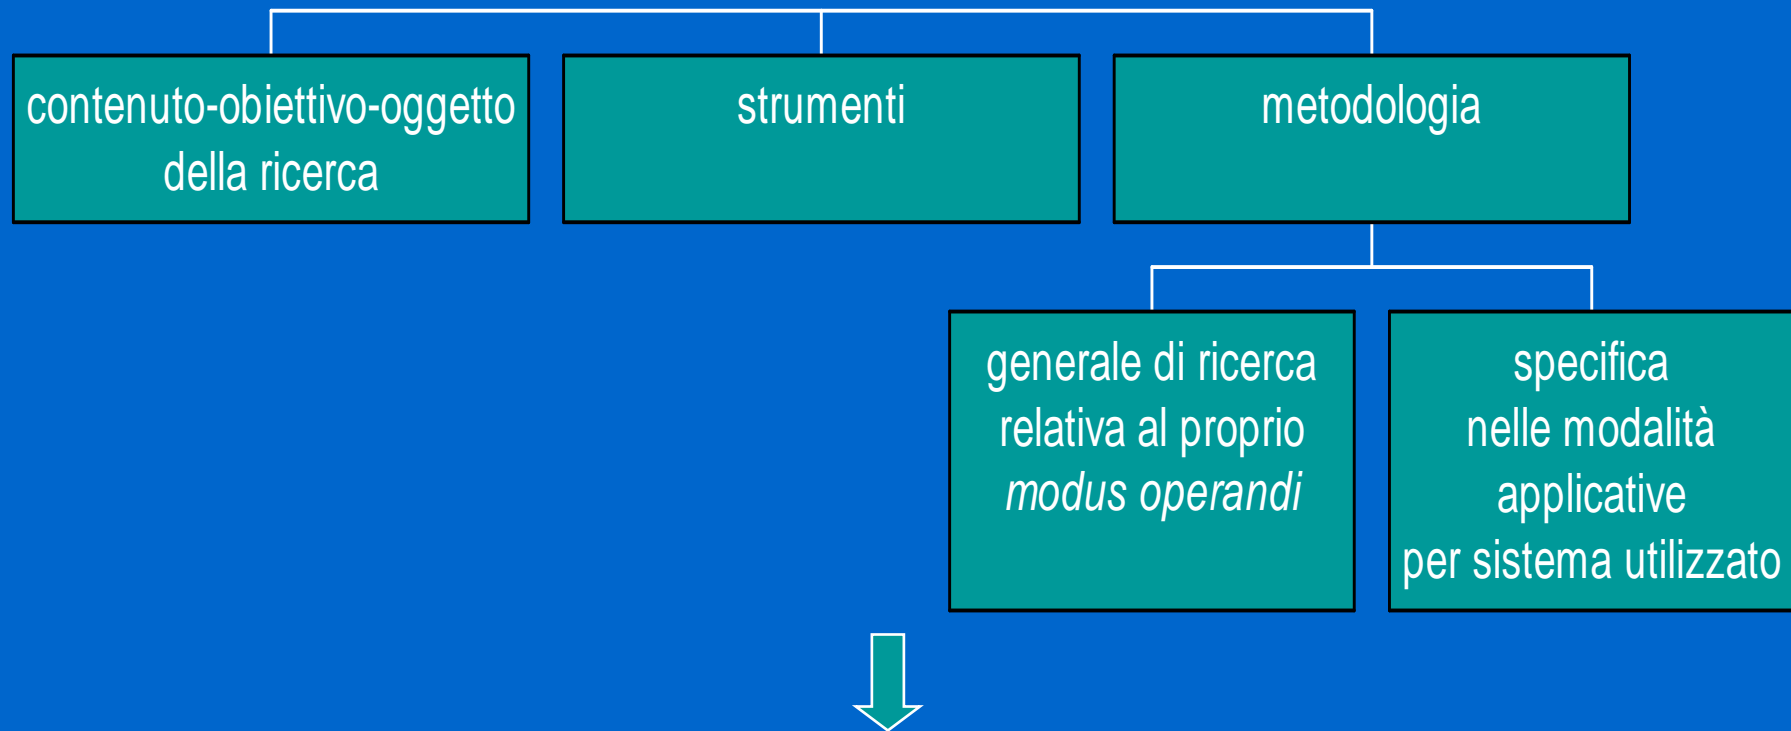 contenuto-obiettivo-oggetto
della ricerca
strumenti
metodologia
generale di ricerca
relativa al proprio
modus operandi
specifica
nelle modalità
applicative
per sistema utilizzato